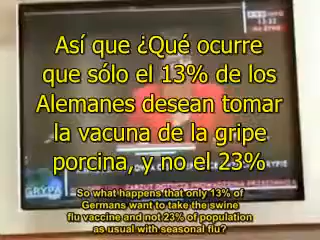 Así que ¿Qué ocurre
que sólo el 13% de los
Alemanes desean tomar
la vacuna de la gripe
porcina, y no el 23%
GRYPA
So what happens that only 13% of
Germans want to take the swine
flu vaccine and not 23% of population
as usual with seasonal flu?